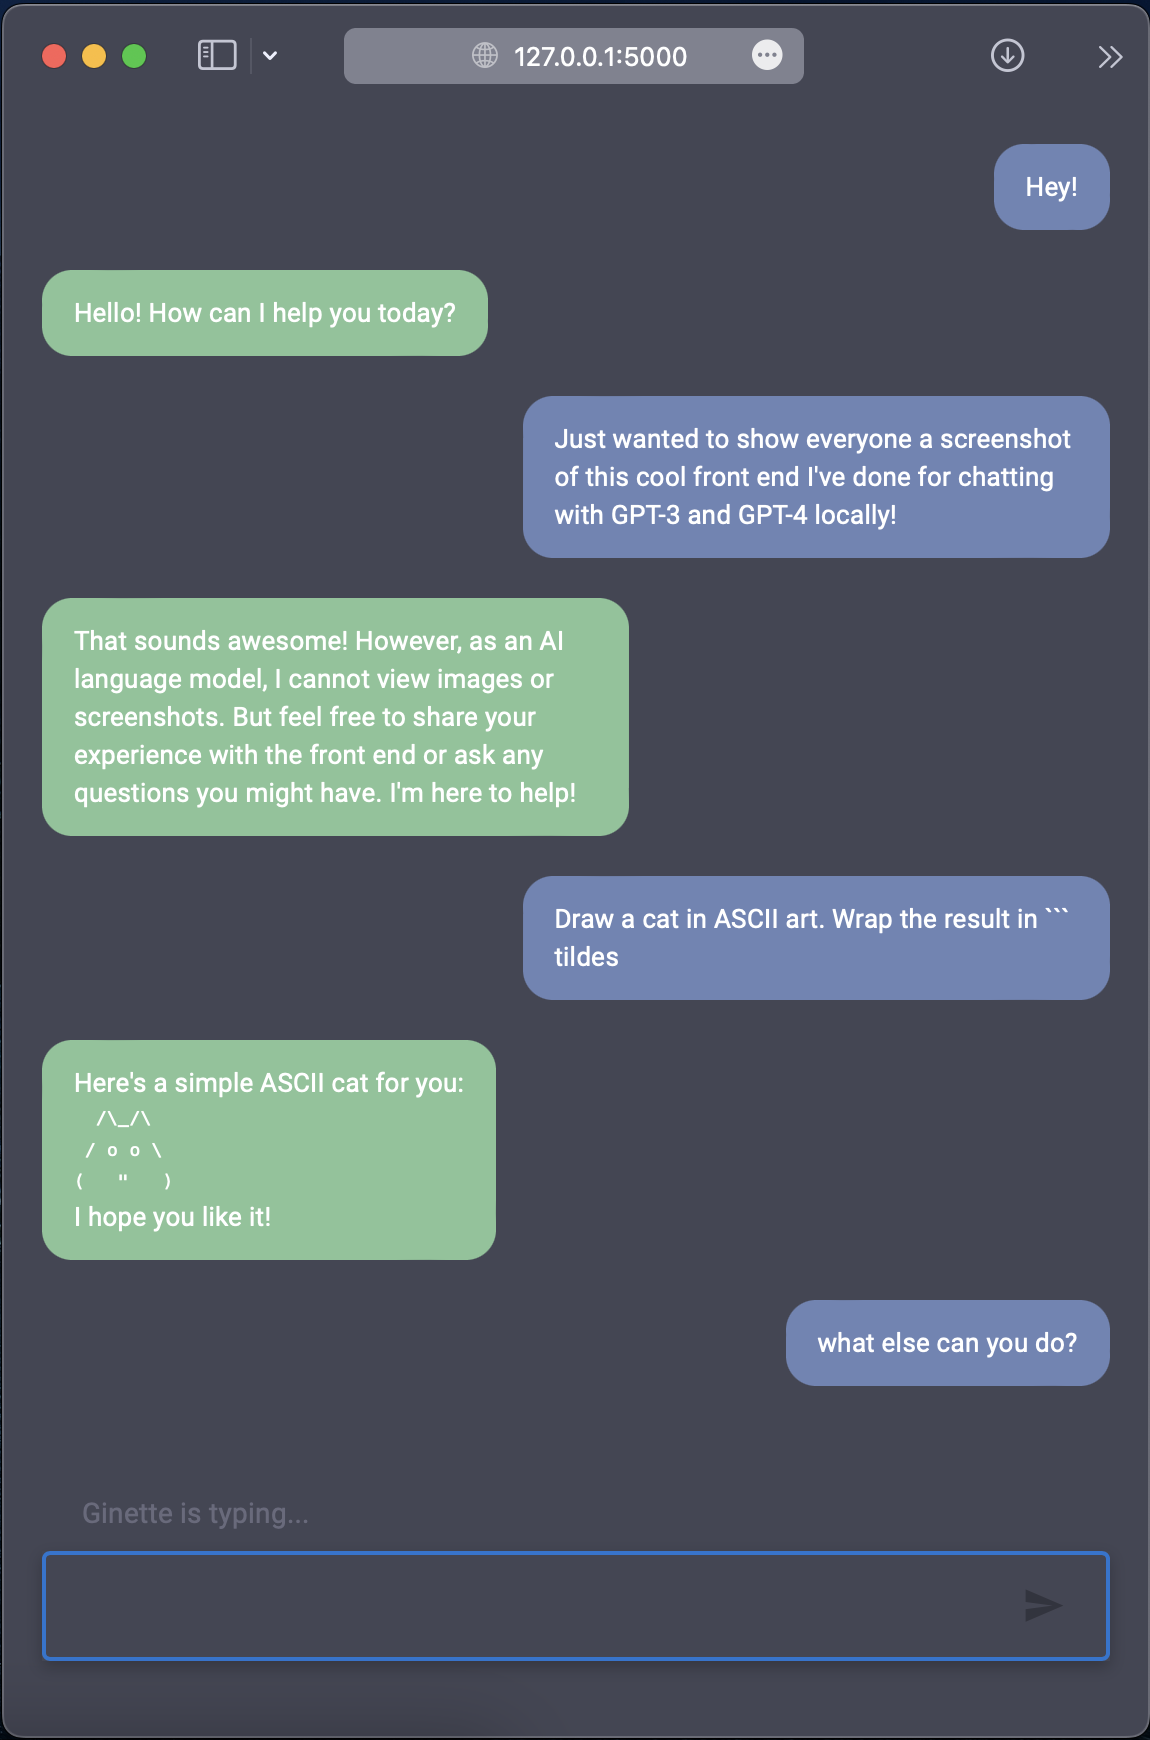 127.0.0.1:5000
Hey!
Hello! How can I help you today?
Just wanted to show everyone a screenshot
of this cool front end I've done for chatting
with GPT-3 and GPT-4 locally!
That sounds awesome! However, as an AI
language model, I cannot view images or
screenshots. But feel free to share your
experience with the front end or ask any
questions you might have. I'm here to help!
Draw a cat in ASCII art. Wrap the result in ```
tildes
Here's a simple ASCII cat for you:
  /\_/\
 / o o \
(   "   )
I hope you like it!
what else can you do?
Ginette is typing...